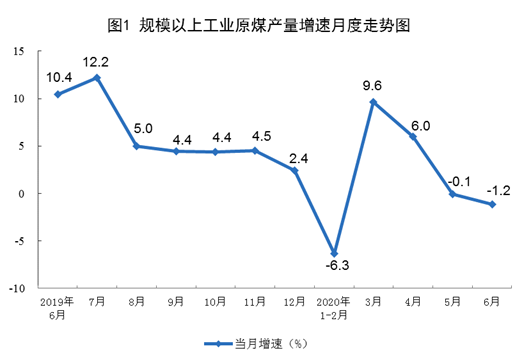 图1 规模以上工业原煤产量增速月度走势图
15
10
5
0
-5
-10
10.4
12.2
5.0
4.4
4.4
4.5
2.4
-6.3
9.6
6.0
-0.1
-1.2
2019年
6月
7月
8月
9月
10月
11月
12月
2020年
1-2月
3月
4月
5月
6月
当月增速（%）